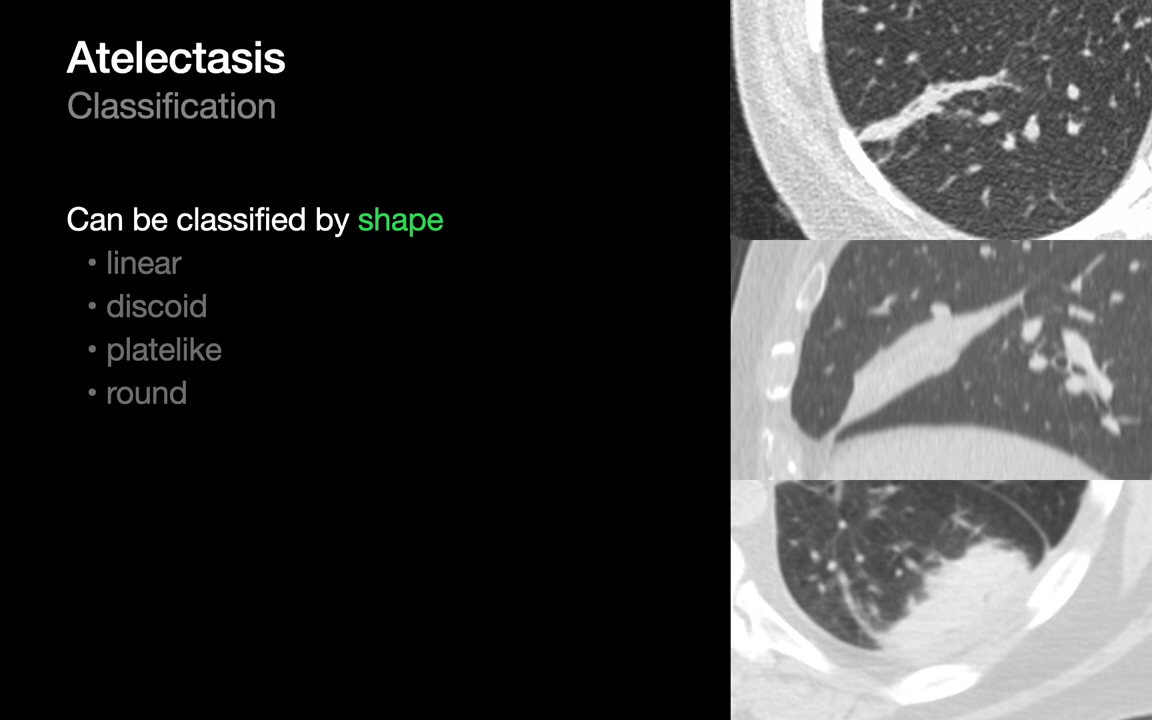 Atelectasis
Classification
Can be classified by shape
• linear
• discoid
• platelike
• round